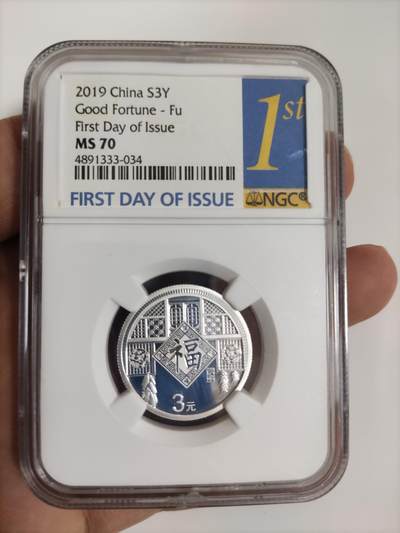 2019 China S3Y
Good Fortune - Fu
First Day of Issue
MS 70
4891333-034
1st
FIRST DAY OF ISSUE
NGC®
福
3元